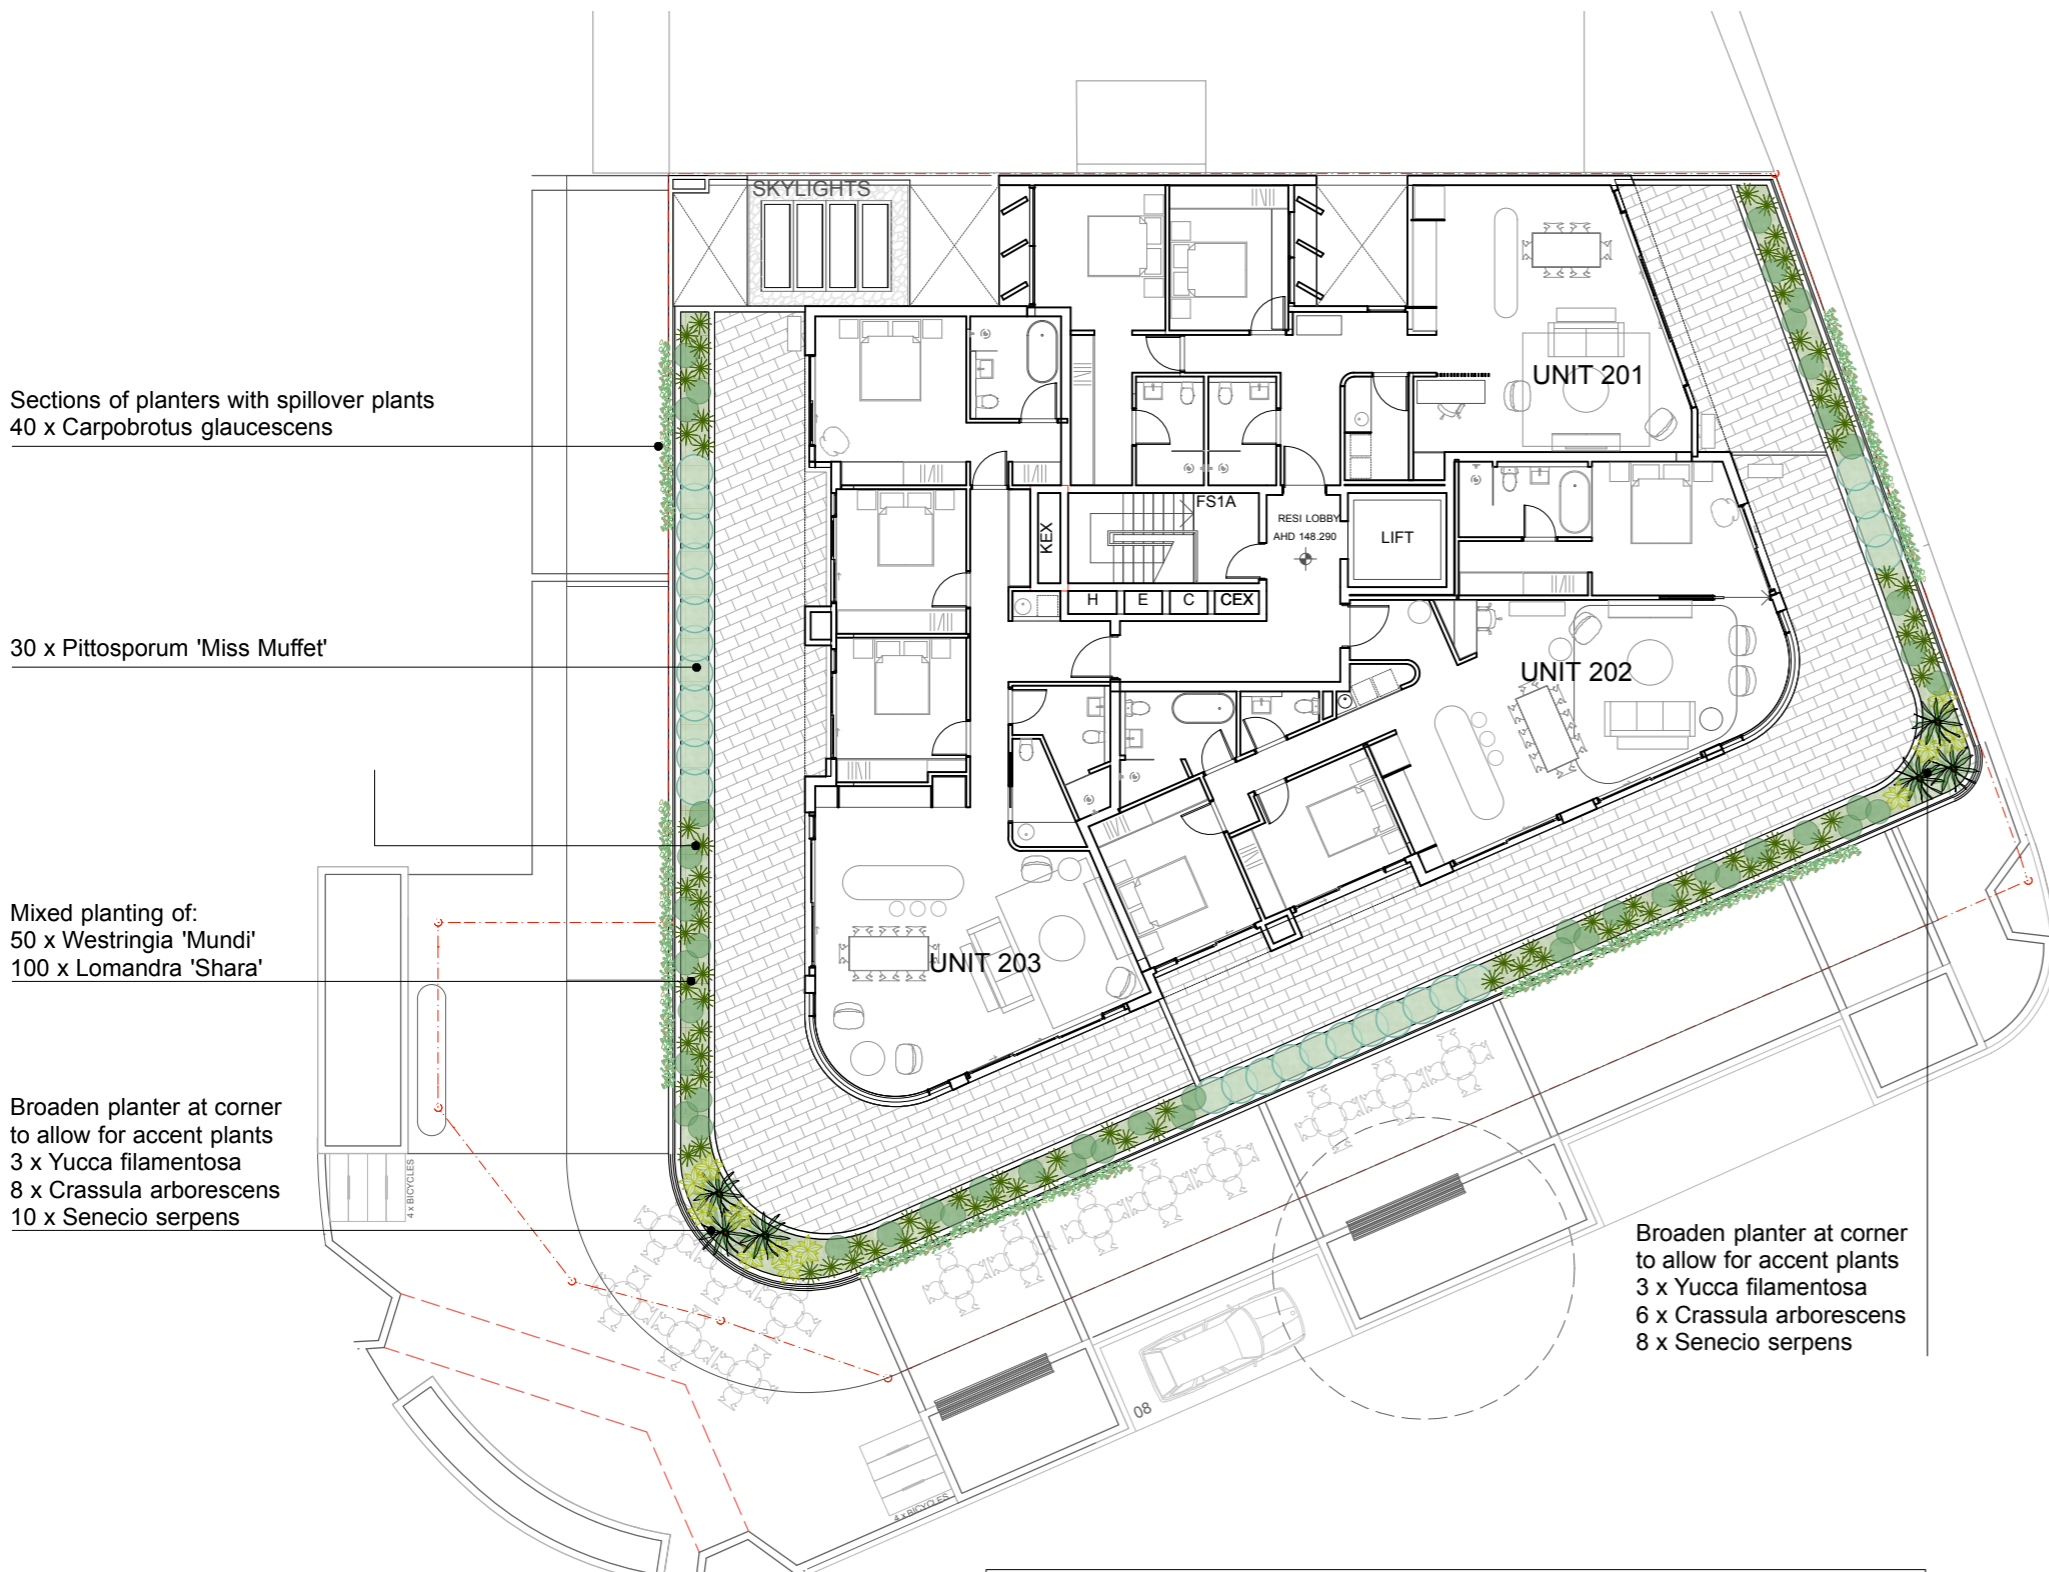 SKYLIGHTS
Sections of planters with spillover plants
40 x Carpobrotus glaucescens
UNIT 201
FS1A
KEX
RESI LOBBY
AHD 148.290
LIFT
H
E
C
CEX
30 x Pittosporum 'Miss Muffet'
UNIT 202
Mixed planting of:
50 x Westringia 'Mundi'
100 x Lomandra 'Shara'
UNIT 203
Broaden planter at corner
to allow for accent plants
3 x Yucca filamentosa
8 x Crassula arborescens
10 x Senecio serpens
4 x BICYCLES
Broaden planter at corner
to allow for accent plants
3 x Yucca filamentosa
6 x Crassula arborescens
8 x Senecio serpens
08
4 x BICYCLES